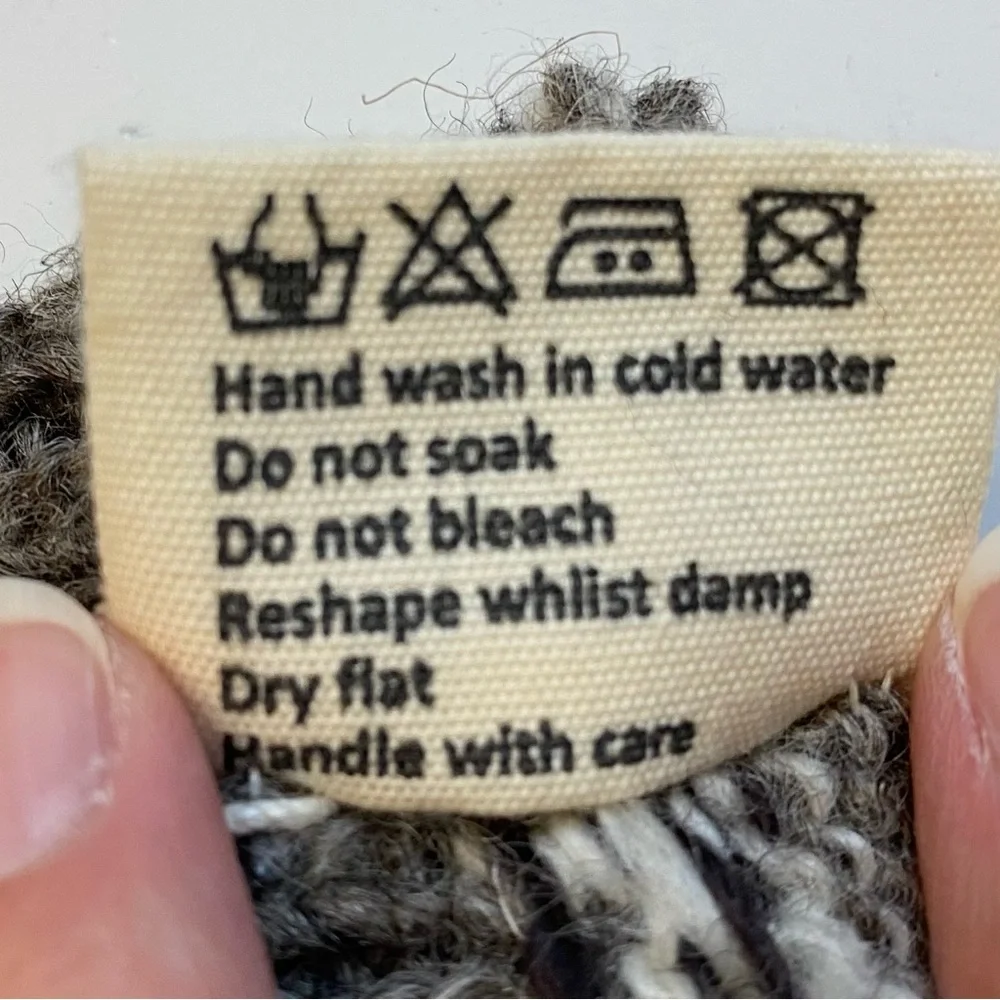 Hand wash in cold water
Do not soak
Do not bleach
Reshape whlist damp
Dry flat
Handle with care